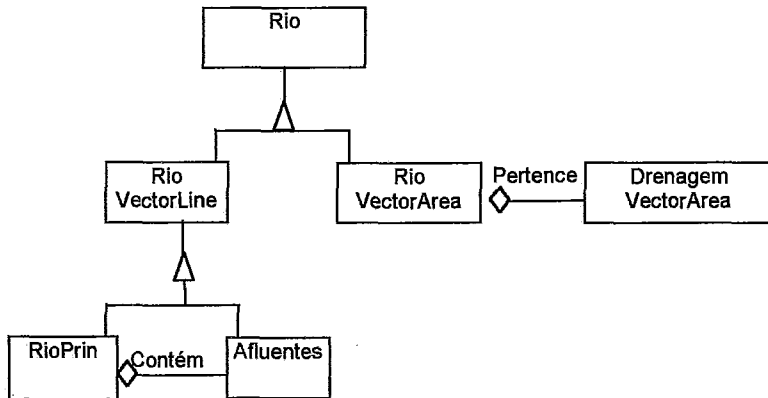 Rio
Rio
VectorLine
Rio
VectorArea
Pertence
Drenagem
VectorArea
RioPrin
Contém
Afluentes